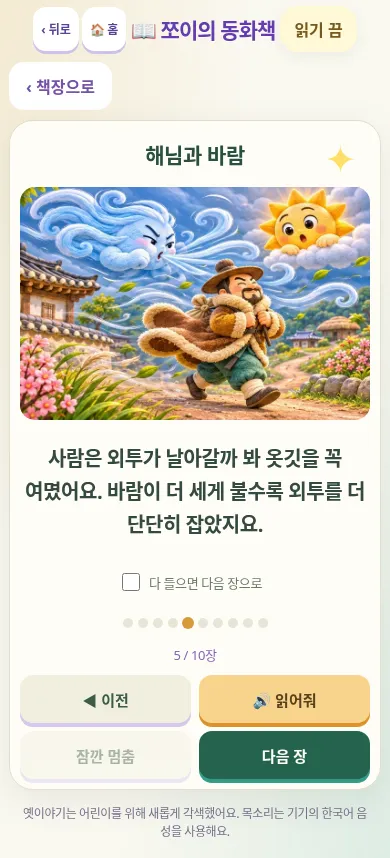 ‹ 뒤로
🏠 홈
📖 쪼이의 동화책
읽기 끔
‹ 책장으로
해님과 바람
사람은 외투가 날아갈까 봐 옷깃을 꼭
여몄어요. 바람이 더 세게 불수록 외투를 더
단단히 잡았지요.
다 들으면 다음 장으로
5 / 10장
◀ 이전
🔊 읽어줘
잠깐 멈춤
다음 장
옛이야기는 어린이를 위해 새롭게 각색했어요. 목소리는 기기의 한국어 음
성을 사용해요.